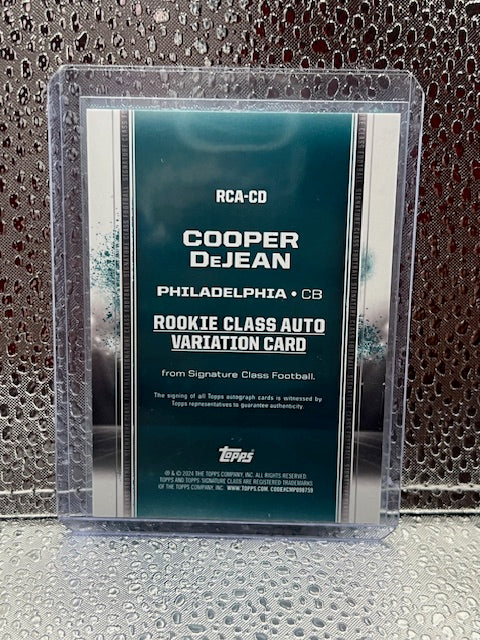 RCA-CD
COOPER
DeJEAN
PHILADELPHIA • CB
ROOKIE CLASS AUTO
VARIATION CARD
from Signature Class Football.
The signing of all Topps autograph cards is witnessed by
Topps representatives to guarantee authenticity.
topps
® & © 2024 THE TOPPS COMPANY, INC. ALL RIGHTS RESERVED.
TOPPS AND TOPPS SIGNATURE CLASS ARE REGISTERED TRADEMARKS
OF THE TOPPS COMPANY, INC. WWW.TOPPS.COM. CODE#CMP098759